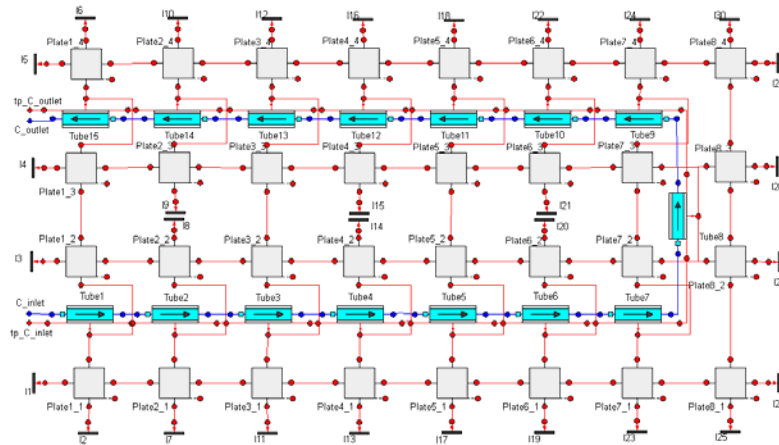 I6 I10 I12 I16 I18 I22 I24 I30
Plate1_4 Plate2_4 Plate3_4 Plate4_4 Plate5_4 Plate6_4 Plate7_4 Plate8_4
I5
tp_C_outlet
C_outlet
Tube15 Tube14 Tube13 Tube12 Tube11 Tube10 Tube9
Plate2_3 Plate3_3 Plate4_3 Plate5_3 Plate6_3 Plate7_3 Plate8_3
I4
Plate1_3
I9 I15 I21
I8 I14 I20
Plate1_2 Plate2_2 Plate3_2 Plate4_2 Plate5_2 Plate6_2 Plate7_2 Tube8
I3
Plate8_2
C_inlet Tube1 Tube2 Tube3 Tube4 Tube5 Tube6 Tube7
tp_C_inlet
I1
Plate1_1 Plate2_1 Plate3_1 Plate4_1 Plate5_1 Plate6_1 Plate7_1 Plate8_1
I2 I7 I11 I13 I17 I19 I23 I25